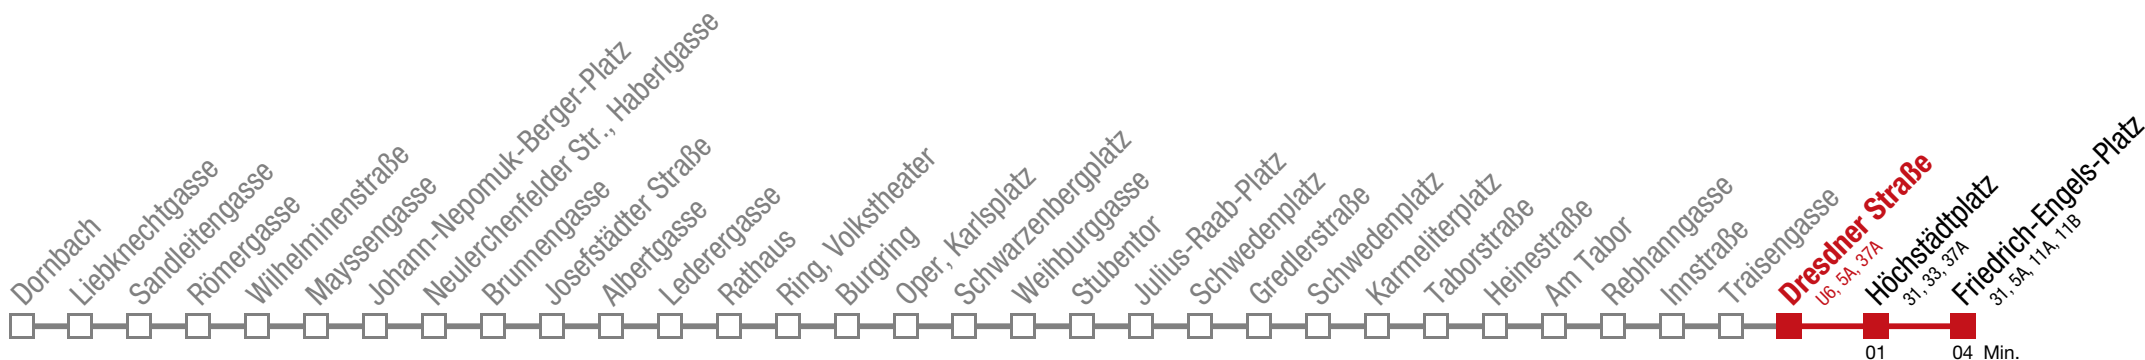 Dornbach
Liebknechtgasse
Sandleitengasse
Römergasse
Wilhelminenstraße
Mayssengasse
Johann-Nepomuk-Berger-Platz
Neulerchenfelder Str., Haberlgasse
Brunnengasse
Josefstädter Straße
Albertgasse
Lederergasse
Rathaus
Ring, Volkstheater
Burgring
Oper, Karlsplatz
Schwarzenbergplatz
Weihburggasse
Stubentor
Julius-Raab-Platz
Schwedenplatz
Gredlerstraße
Schwedenplatz
Karmeliterplatz
Taborstraße
Heinestraße
Am Tabor
Rebhanngasse
Innstraße
Traisengasse
Dresdner Straße
U6, 5A, 37A
Höchstädtplatz
31, 33, 37A
Friedrich-Engels-Platz
31, 5A, 11A, 11B
01 04 Min.